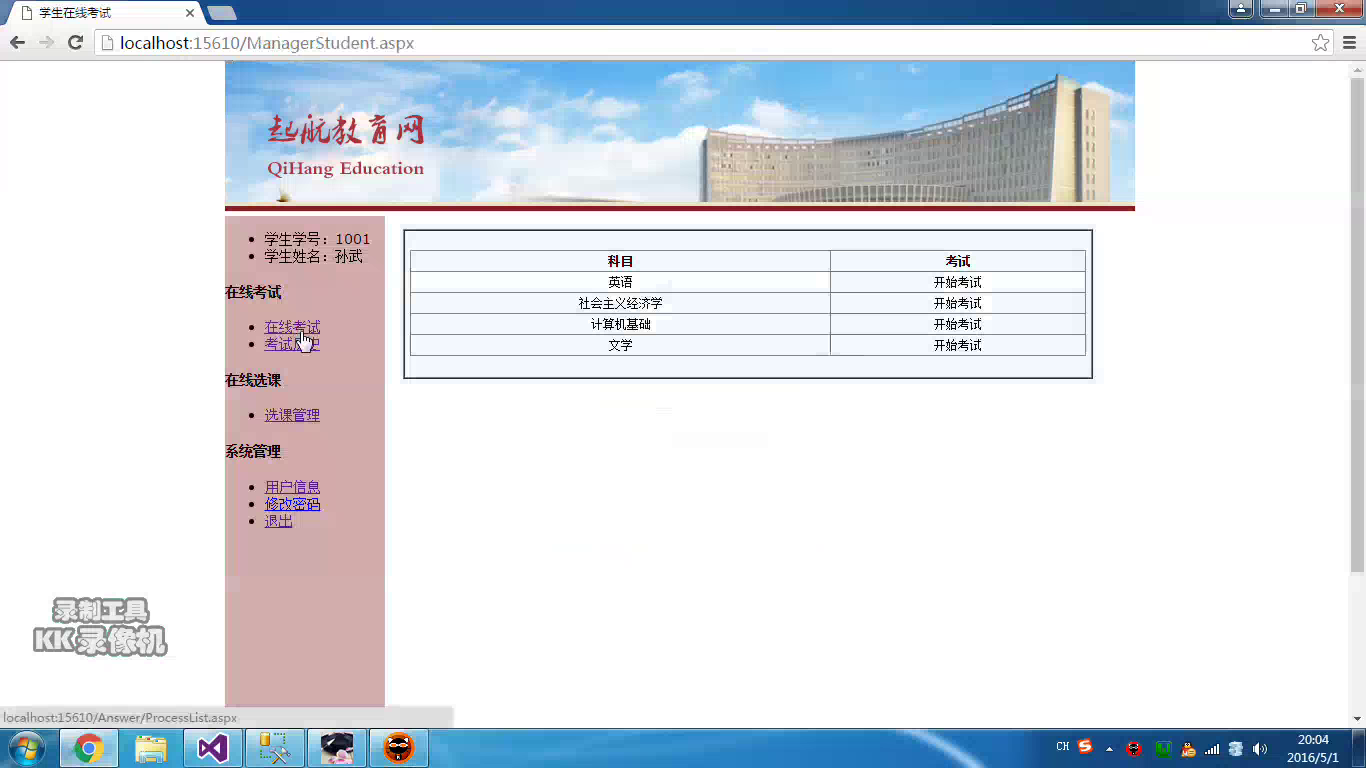 学生在线考试
localhost:15610/ManagerStudent.aspx
起航教育网
QiHang Education
学生学号：1001
学生姓名：孙武
在线考试
在线考试
考试历史
在线选课
选课管理
系统管理
用户信息
修改密码
退出
科目 考试
英语 开始考试
社会主义经济学 开始考试
计算机基础 开始考试
文学 开始考试
录制工具
KK录像机
localhost:15610/Answer/ProcessList.aspx
CH
20:04
2016/5/1